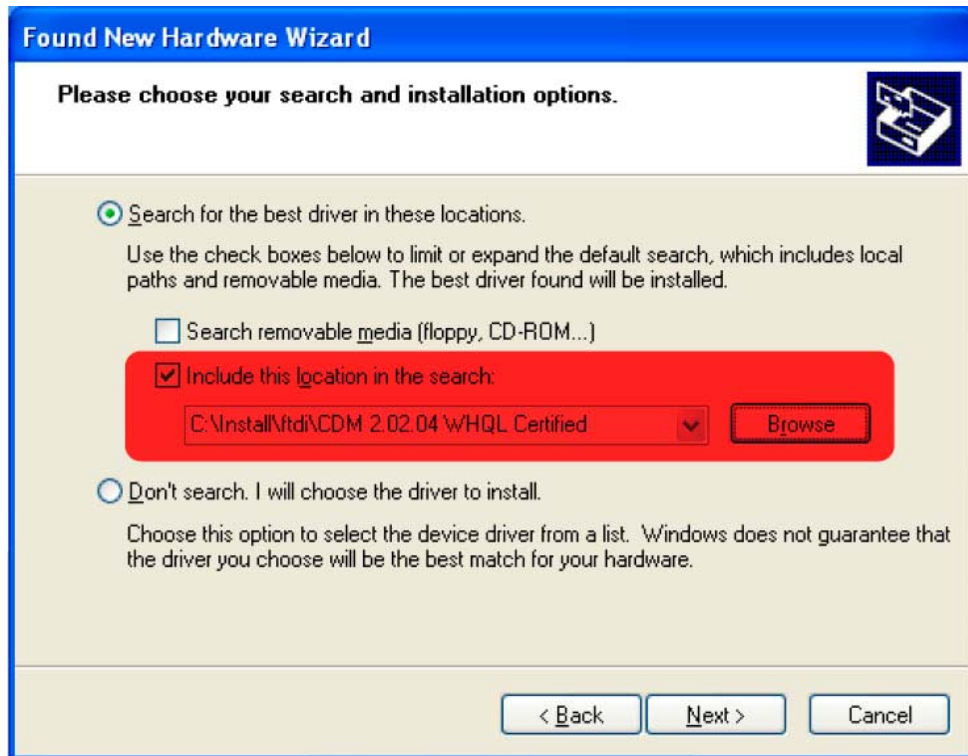 Found New Hardware Wizard
Please choose your search and installation options.
Search for the best driver in these locations.
Use the check boxes below to limit or expand the default search, which includes local
paths and removable media. The best driver found will be installed.
Search removable media (floppy, CD-ROM...)
Include this location in the search:
C:\Install\ftdi\CDM 2.02.04 WHQL Certified
Browse
Don't search. I will choose the driver to install.
Choose this option to select the device driver from a list. Windows does not guarantee that
the driver you choose will be the best match for your hardware.
< Back
Next >
Cancel